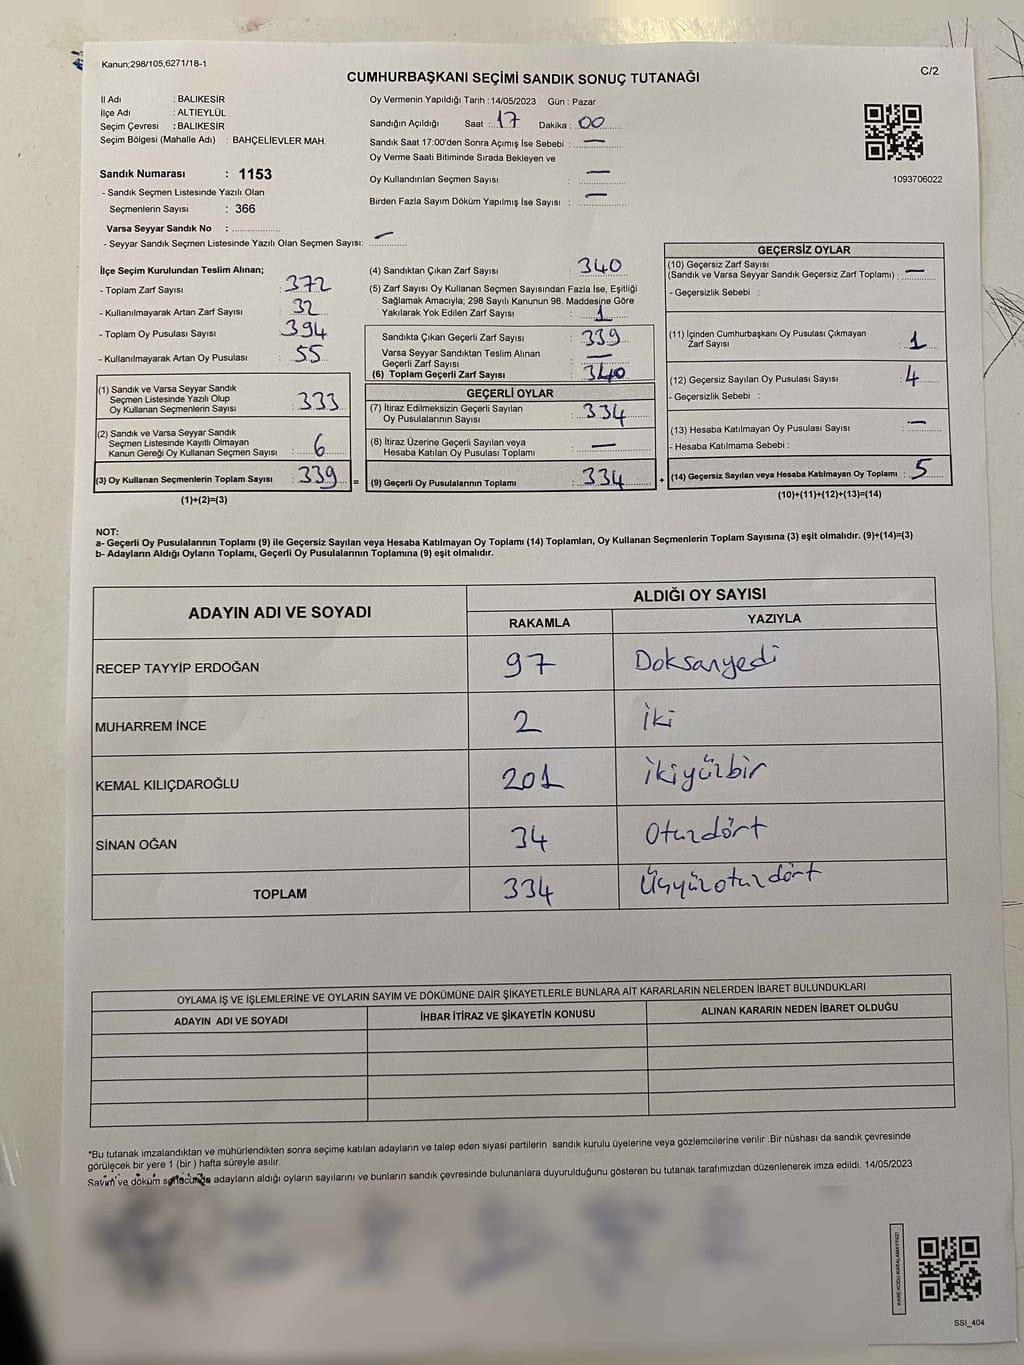 Kanun;298/105,6271/18-1
CUMHURBAŞKANI SEÇİMİ SANDIK SONUÇ TUTANAĞI
C/2
İl Adı : BALIKESİR
İlçe Adı : ALTIEYLÜL
Seçim Çevresi : BALIKESİR
Seçim Bölgesi (Mahalle Adı) : BAHÇELİEVLER MAH.
Sandık Numarası : 1153
- Sandık Seçmen Listesinde Yazılı Olan
Seçmenlerin Sayısı : 366
Varsa Seyyar Sandık No :
- Seyyar Sandık Seçmen Listesinde Yazılı Olan Seçmen Sayısı: —
Oy Vermenin Yapıldığı Tarih : 14/05/2023 Gün : Pazar
Sandığın Açıldığı Saat : 17 Dakika : 00
Sandık Saat 17:00'den Sonra Açımış İse Sebebi : —
Oy Verme Saati Bitiminde Sırada Bekleyen ve
Oy Kullandırılan Seçmen Sayısı : —
Birden Fazla Sayım Döküm Yapılmış İse Sayısı : —
1093706022
İlçe Seçim Kurulundan Teslim Alınan;
- Toplam Zarf Sayısı : 372
- Kullanılmayarak Artan Zarf Sayısı : 32
- Toplam Oy Pusulası Sayısı : 394
- Kullanılmayarak Artan Oy Pusulası : 55
(1) Sandık ve Varsa Seyyar Sandık
Seçmen Listesinde Yazılı Olup
Oy Kullanan Seçmenlerin Sayısı : 333
(2) Sandık ve Varsa Seyyar Sandık
Seçmen Listesinde Kayıtlı Olmayan
Kanun Gereği Oy Kullanan Seçmen Sayısı : 6
(3) Oy Kullanan Seçmenlerin Toplam Sayısı : 339 =
(1)+(2)=(3)
(4) Sandıktan Çıkan Zarf Sayısı : 340
(5) Zarf Sayısı Oy Kullanan Seçmen Sayısından Fazla İse, Eşitliği
Sağlamak Amacıyla; 298 Sayılı Kanunun 98. Maddesine Göre
Yakılarak Yok Edilen Zarf Sayısı : 1
Sandıkta Çıkan Geçerli Zarf Sayısı : 339
Varsa Seyyar Sandıktan Teslim Alınan
Geçerli Zarf Sayısı : —
(6) Toplam Geçerli Zarf Sayısı : 340
GEÇERLİ OYLAR
(7) İtiraz Edilmeksizin Geçerli Sayılan
Oy Pusulalarının Sayısı : 334
(8) İtiraz Üzerine Geçerli Sayılan veya
Hesaba Katılan Oy Pusulası Toplamı : —
(9) Geçerli Oy Pusulalarının Toplamı : 334 +
GEÇERSİZ OYLAR
(10) Geçersiz Zarf Sayısı
(Sandık ve Varsa Seyyar Sandık Geçersiz Zarf Toplamı) : —
- Geçersizlik Sebebi :
(11) İçinden Cumhurbaşkanı Oy Pusulası Çıkmayan
Zarf Sayısı : 1
(12) Geçersiz Sayılan Oy Pusulası Sayısı : 4
- Geçersizlik Sebebi :
(13) Hesaba Katılmayan Oy Pusulası Sayısı : —
- Hesaba Katılmama Sebebi :
(14) Geçersiz Sayılan veya Hesaba Katılmayan Oy Toplamı : 5
(10)+(11)+(12)+(13)=(14)
NOT:
a- Geçerli Oy Pusulalarının Toplamı (9) ile Geçersiz Sayılan veya Hesaba Katılmayan Oy Toplamı (14) Toplamları, Oy Kullanan Seçmenlerin Toplam Sayısına (3) eşit olmalıdır. (9)+(14)=(3)
b- Adayların Aldığı Oyların Toplamı, Geçerli Oy Pusulalarının Toplamına (9) eşit olmalıdır.
ADAYIN ADI VE SOYADI
ALDIĞI OY SAYISI
RAKAMLA YAZIYLA
RECEP TAYYİP ERDOĞAN 97 Doksanyedi
MUHARREM İNCE 2 İki
KEMAL KILIÇDAROĞLU 201 İkiyüzbir
SİNAN OĞAN 34 Otuzdört
TOPLAM 334 Üçyüzotuzdört
OYLAMA İŞ VE İŞLEMLERİNE VE OYLARIN SAYIM VE DÖKÜMÜNE DAİR ŞİKAYETLERLE BUNLARA AİT KARARLARIN NELERDEN İBARET BULUNDUKLARI
ADAYIN ADI VE SOYADI İHBAR İTİRAZ VE ŞİKAYETİN KONUSU ALINAN KARARIN NEDEN İBARET OLDUĞU
*Bu tutanak imzalandıktan ve mühürlendikten sonra seçime katılan adayların ve talep eden siyasi partilerin sandık kurulu üyelerine veya gözlemcilerine verilir .Bir nüshası da sandık çevresinde
görülecek bir yere 1 (bir ) hafta süreyle asılır.
Sayım ve döküm sonucunda adayların aldığı oyların sayılarını ve bunların sandık çevresinde bulunanlara duyurulduğunu gösteren bu tutanak tarafımızdan düzenlenerek imza edildi. 14/05/2023
KARE KODU KARALAMAYINIZ!
SSI_404